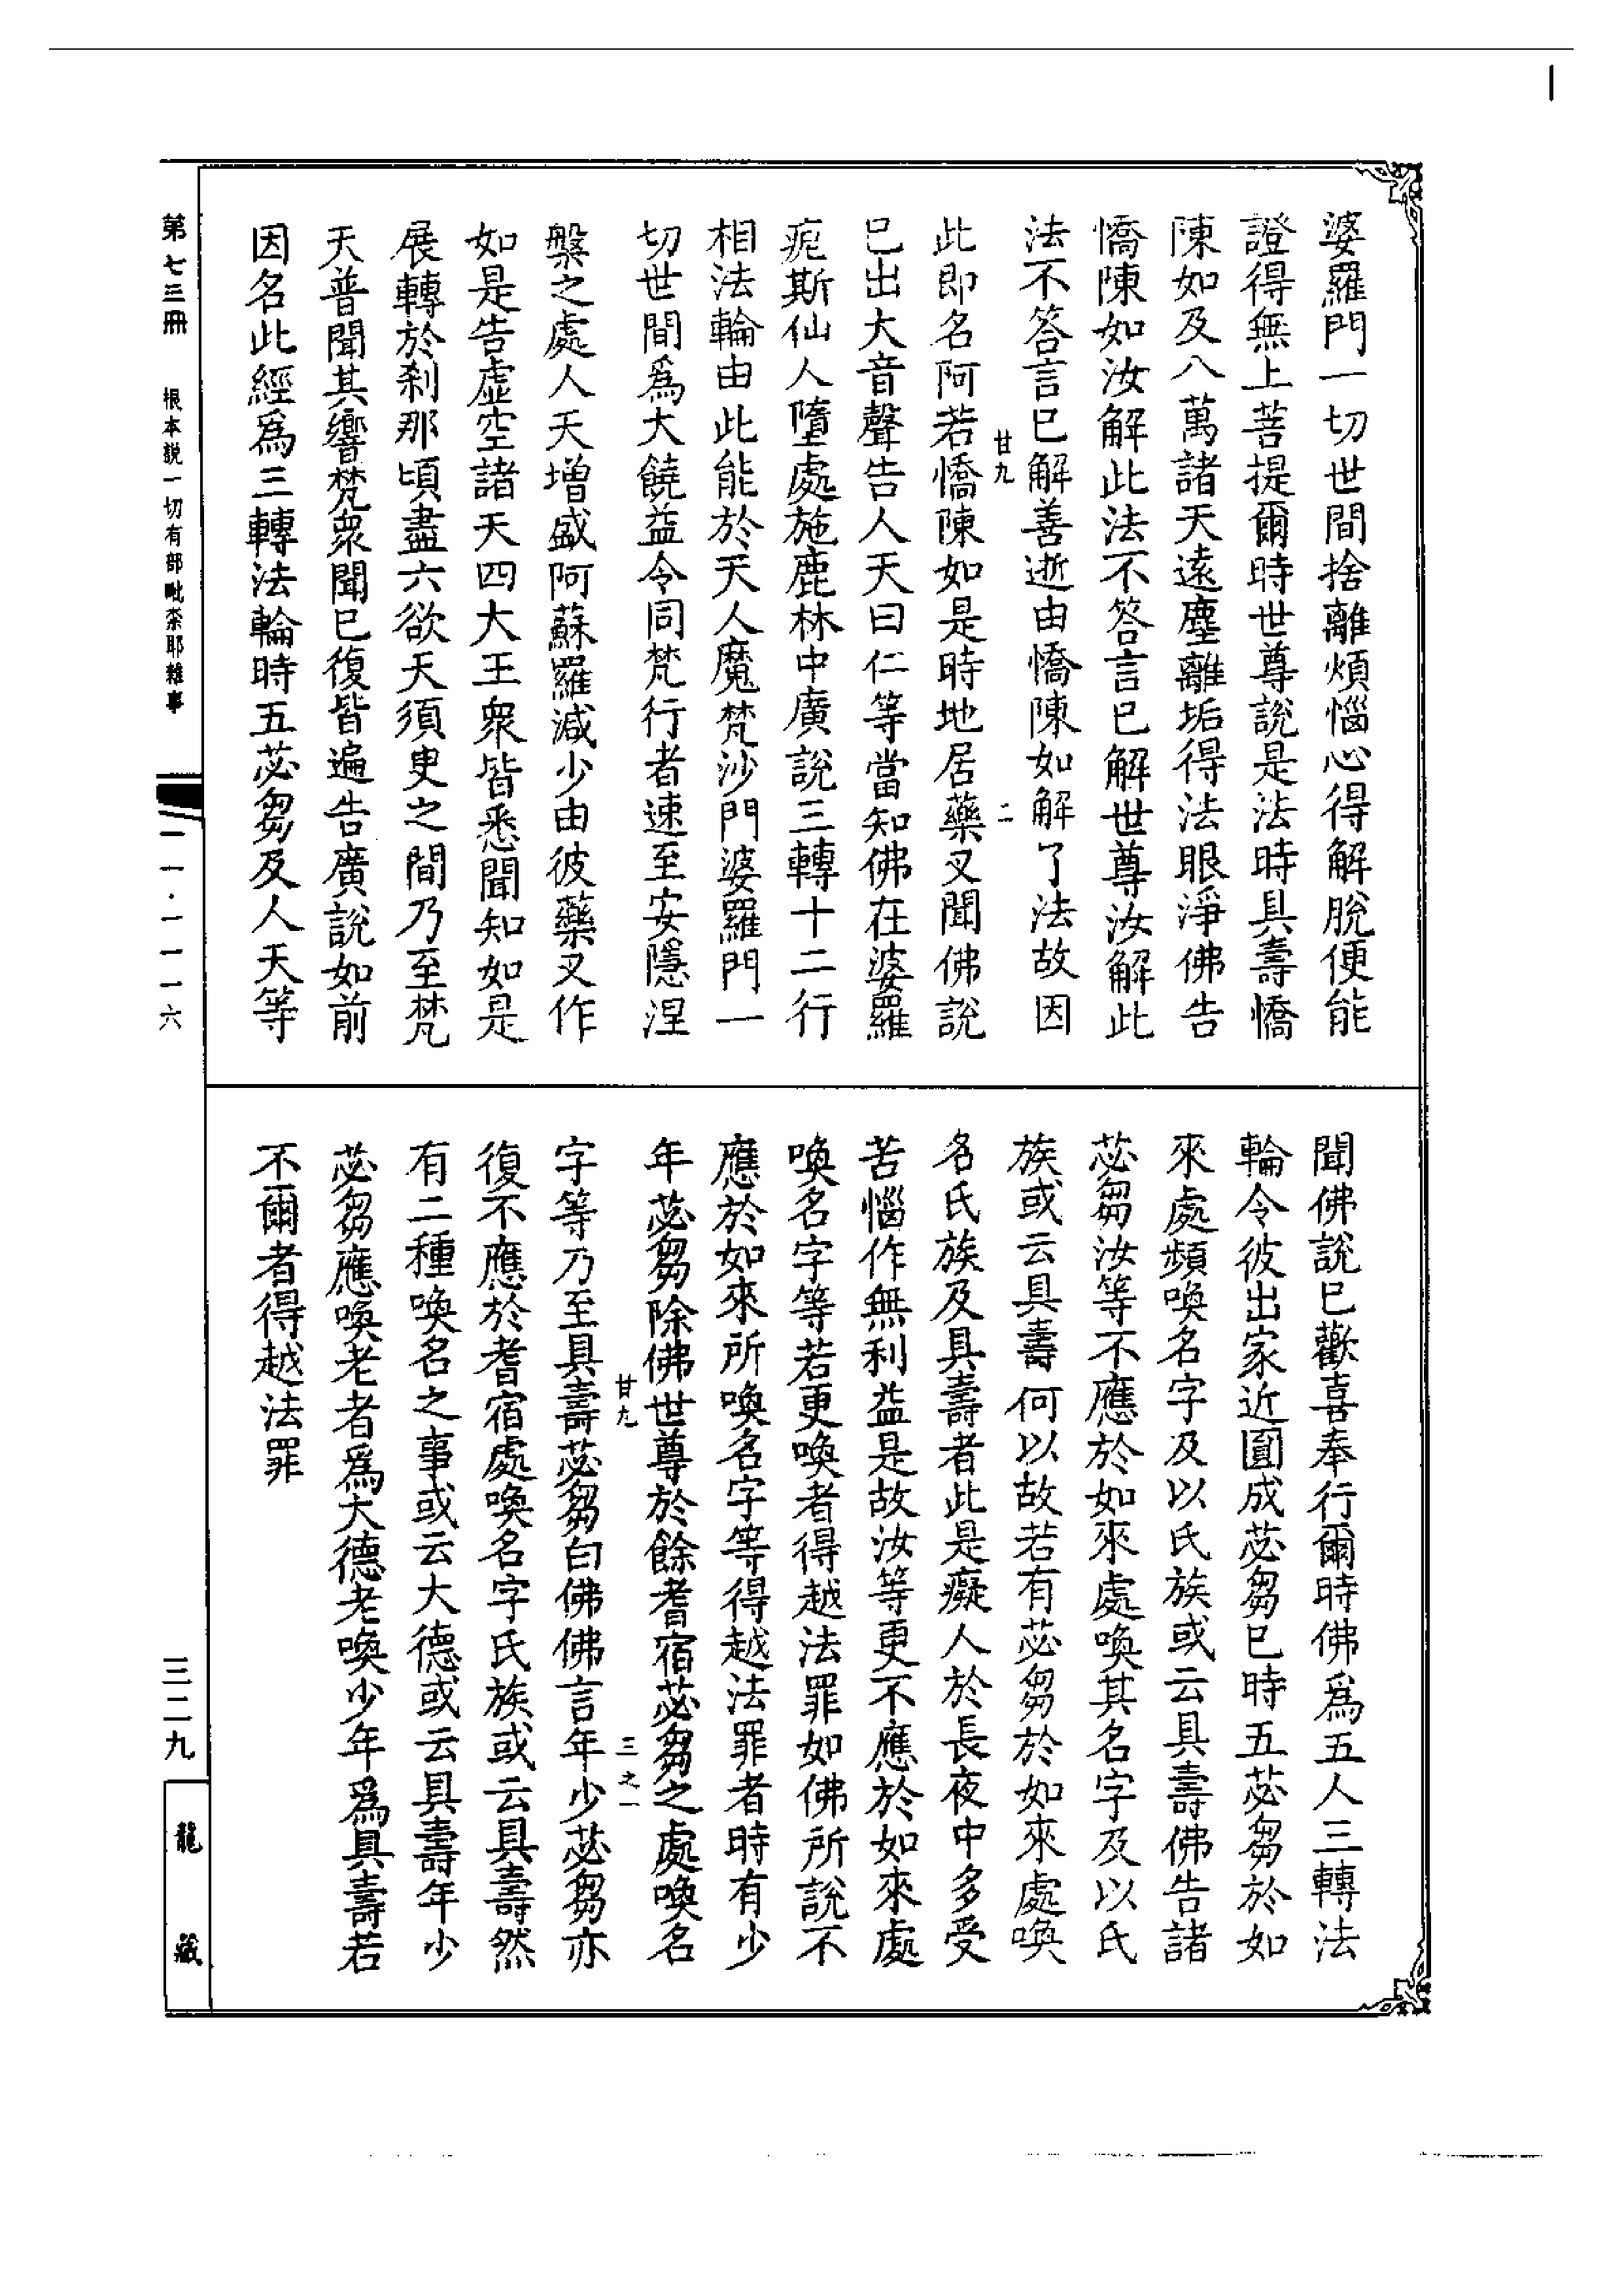 婆羅門一切世間捨離煩惱心得解脫便能
證得無上菩提爾時世尊說是法時具壽憍
陳如及八萬諸天遠塵離垢得法眼淨佛告
憍陳如汝解此法不答言已解世尊汝解此
法不答言已解善逝由憍陳如解了法故因
甘九 二
此即名阿若憍陳如是時地居藥叉聞佛說
已出大音聲告人天曰仁等當知佛在婆羅
痆斯仙人墮處施鹿林中廣說三轉十二行
相法輪由此能於天人魔梵沙門婆羅門一
切世間爲大饒益令同梵行者速至安隱涅
槃之處人天增盛阿蘇羅減少由彼藥叉作
如是告虛空諸天四大王衆皆悉聞知如是
展轉於刹那頃盡六欲天須臾之間乃至梵
天普聞其響梵衆聞已復皆遍告廣說如前
因名此經爲三轉法輪時五苾芻及人天等
聞佛說已歡喜奉行爾時佛爲五人三轉法
輪令彼出家近圓成苾芻已時五苾芻於如
來處頻喚名字及以氏族或云具壽佛告諸
苾芻汝等不應於如來處喚其名字及以氏
族或云具壽何以故若有苾芻於如來處喚
名氏族及具壽者此是癡人於長夜中多受
苦惱作無利益是故汝等更不應於如來處
喚名字等若更喚者得越法罪如佛所說不
應於如來所喚名字等得越法罪者時有少
年苾芻除佛世尊於餘耆宿苾芻之處喚名
甘九 三之一
字等乃至具壽苾芻白佛佛言年少苾芻亦
復不應於耆宿處喚名字氏族或云具壽然
有二種喚名之事或云大德或云具壽年少
苾芻應喚老者爲大德老喚少年爲具壽若
不爾者得越法罪
第七三冊 根本說一切有部毗柰耶雜事 一一·一一一六 三二九 龍藏